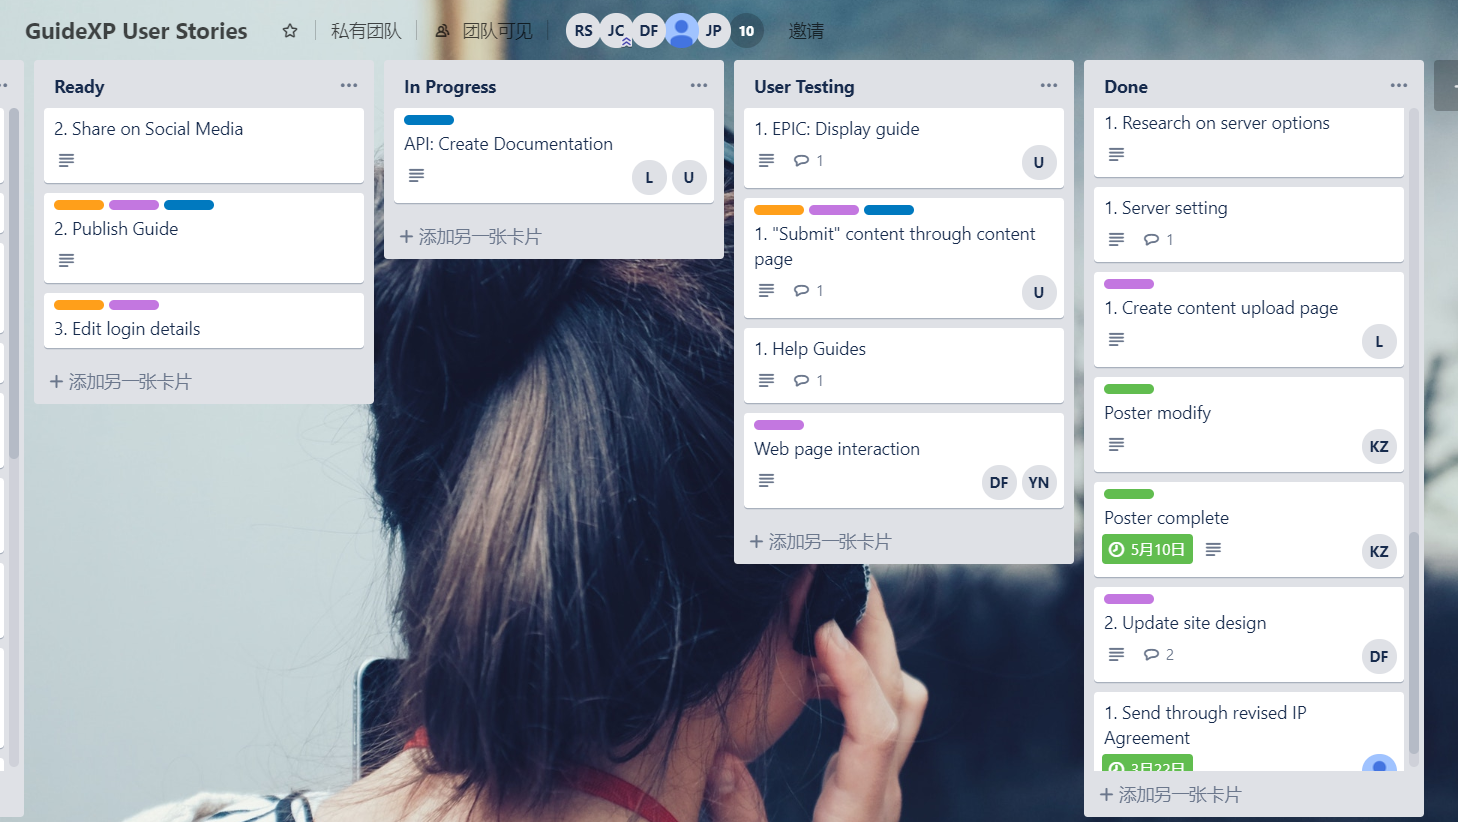 GuideXP User Stories
私有团队
团队可见
RS
JC
DF
JP
10
邀请
Ready
2. Share on Social Media
2. Publish Guide
3. Edit login details
+ 添加另一张卡片
In Progress
API: Create Documentation
L
U
+ 添加另一张卡片
User Testing
1. EPIC: Display guide
1
U
1. "Submit" content through content
page
1
U
1. Help Guides
1
Web page interaction
DF
YN
+ 添加另一张卡片
Done
1. Research on server options
1. Server setting
1
1. Create content upload page
L
Poster modify
KZ
Poster complete
5月10日
KZ
2. Update site design
2
DF
1. Send through revised IP
Agreement
3月22日
+ 添加另一张卡片